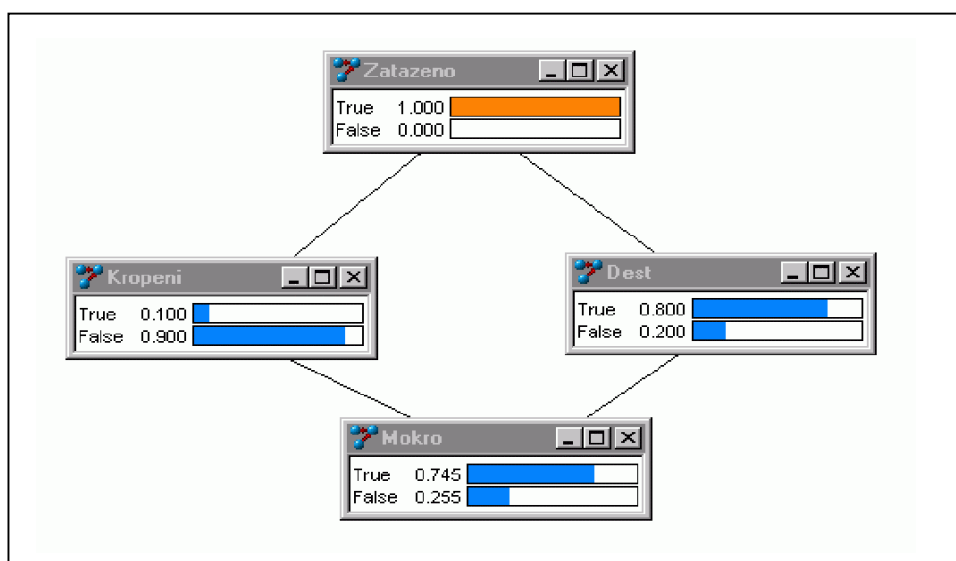 Zatazeno
True 1.000
False 0.000
Kropeni
True 0.100
False 0.900
Dest
True 0.800
False 0.200
Mokro
True 0.745
False 0.255